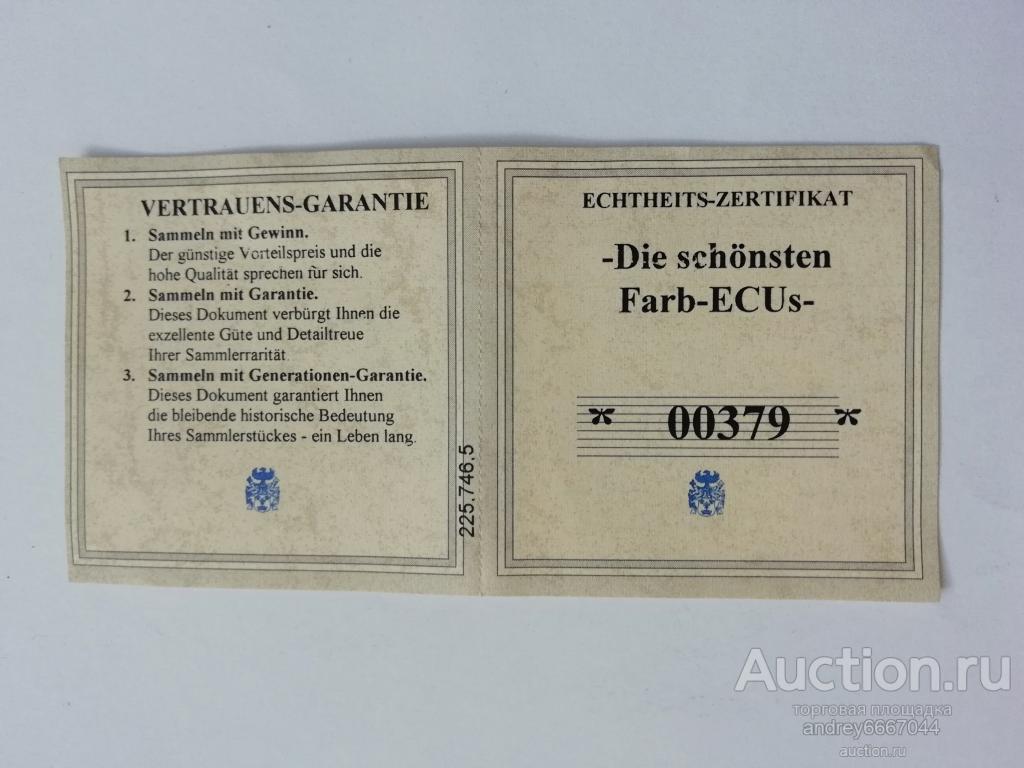 VERTRAUENS-GARANTIE
1. Sammeln mit Gewinn.
Der günstige Vorteilspreis und die
hohe Qualität sprechen für sich.
2. Sammeln mit Garantie.
Dieses Dokument verbürgt Ihnen die
exzellente Güte und Detailtreue
Ihrer Sammlerrarität.
3. Sammeln mit Generationen-Garantie.
Dieses Dokument garantiert Ihnen
die bleibende historische Bedeutung
Ihres Sammlerstückes - ein Leben lang.
225.746.5
ECHTHEITS-ZERTIFIKAT
-Die schönsten
Farb-ECUs-
* 00379 *
Auction.ru
торговая площадка
andrey6667044
auction.ru